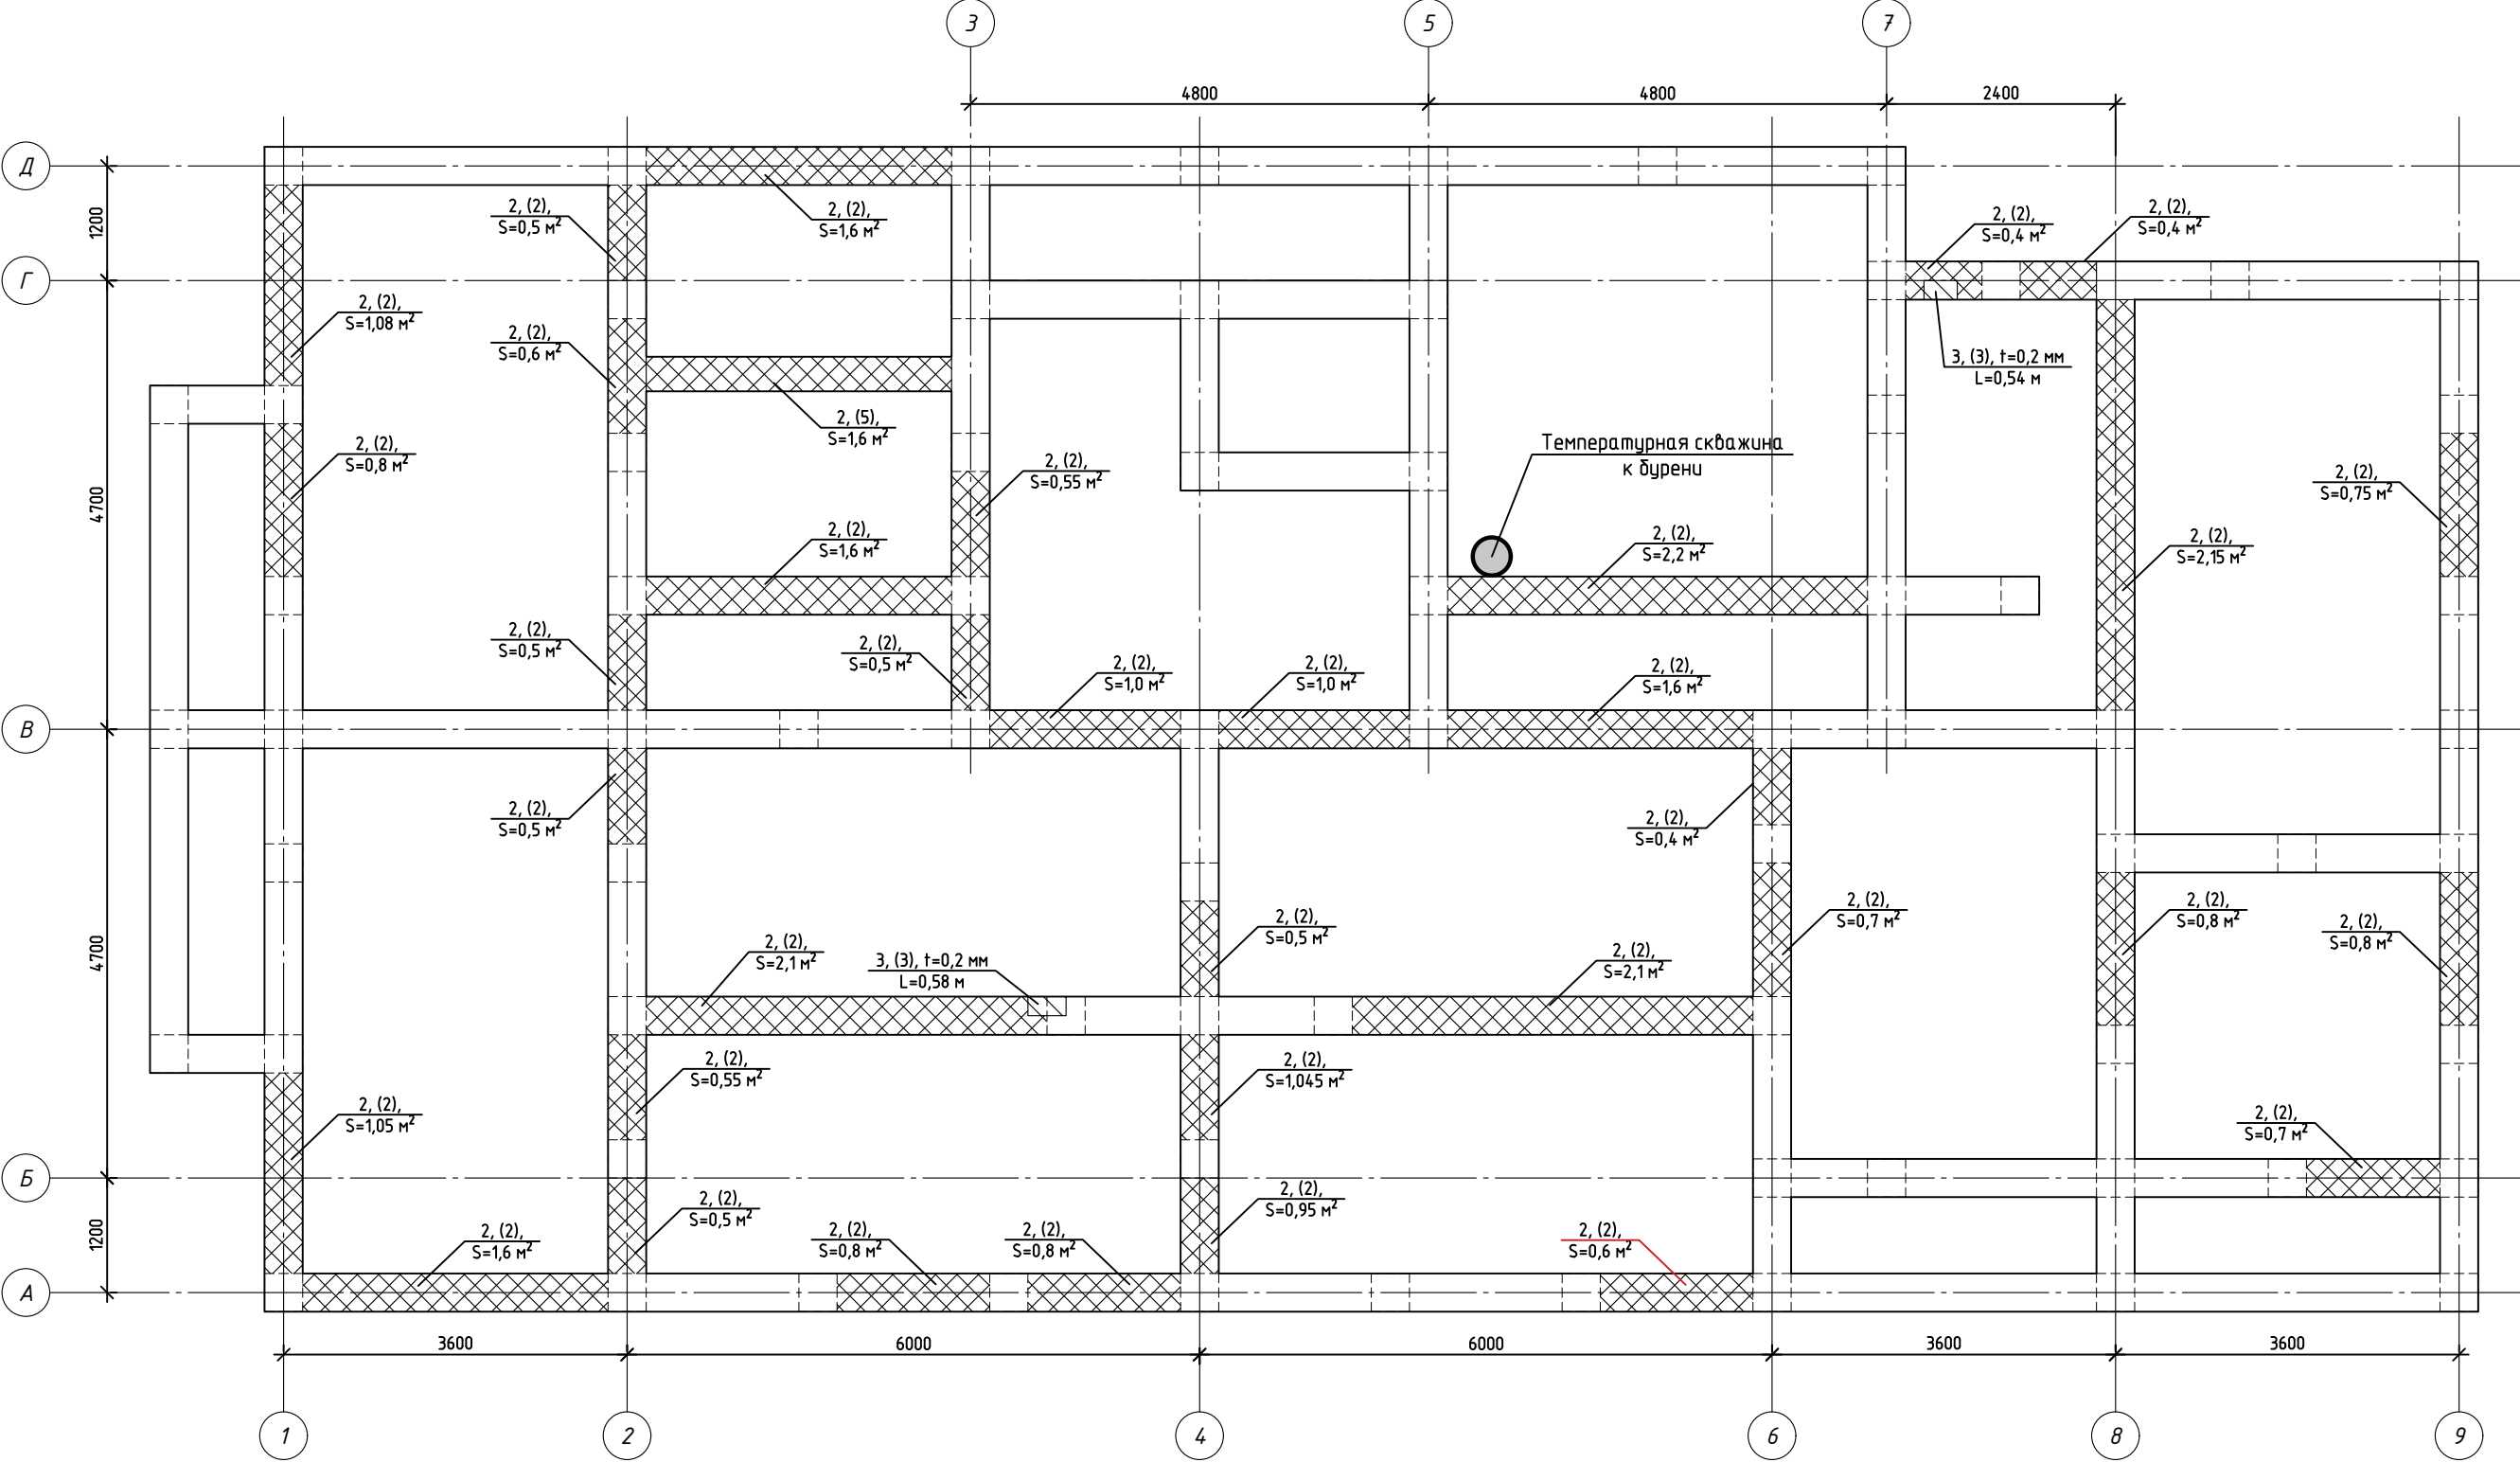 3
5
7
4800
4800
2400
Д
1200
2, (2),
S=0,5 м²
2, (2),
S=1,6 м²
2, (2),
S=0,4 м²
2, (2),
S=0,4 м²
Г
2, (2),
S=1,08 м²
2, (2),
S=0,6 м²
3, (3), t=0,2 мм
L=0,54 м
2, (5),
S=1,6 м²
2, (2),
S=0,8 м²
4700
2, (2),
S=0,55 м²
Температурная скважина
к бурени
2, (2),
S=0,75 м²
2, (2),
S=1,6 м²
2, (2),
S=2,2 м²
2, (2),
S=2,15 м²
2, (2),
S=0,5 м²
2, (2),
S=0,5 м²
2, (2),
S=1,0 м²
2, (2),
S=1,0 м²
2, (2),
S=1,6 м²
В
2, (2),
S=0,5 м²
2, (2),
S=0,4 м²
4700
2, (2),
S=2,1 м²
3, (3), t=0,2 мм
L=0,58 м
2, (2),
S=0,5 м²
2, (2),
S=2,1 м²
2, (2),
S=0,7 м²
2, (2),
S=0,8 м²
2, (2),
S=0,8 м²
2, (2),
S=1,05 м²
2, (2),
S=0,55 м²
2, (2),
S=1,045 м²
2, (2),
S=0,7 м²
Б
1200
2, (2),
S=1,6 м²
2, (2),
S=0,5 м²
2, (2),
S=0,8 м²
2, (2),
S=0,8 м²
2, (2),
S=0,95 м²
2, (2),
S=0,6 м²
А
3600
6000
6000
3600
3600
1
2
4
6
8
9